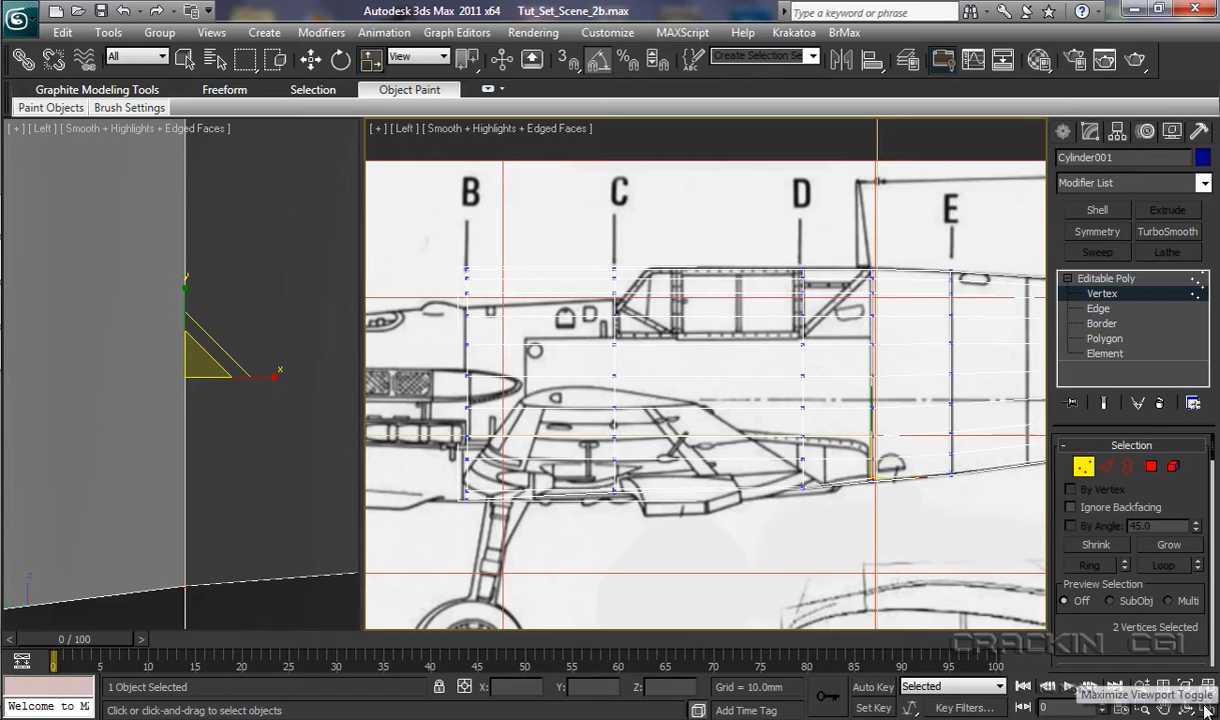 Autodesk 3ds Max 2011 x64 Tut_Set_Scene_2b.max
Type a keyword or phrase
Edit Tools Group Views Create Modifiers Animation Graph Editors Rendering Customize MAXScript Help Krakatoa BrMax
All View Create Selection Se
Graphite Modeling Tools Freeform Selection Object Paint
Paint Objects Brush Settings
[ + ] [ Left ] [ Smooth + Highlights + Edged Faces ]
[ + ] [ Left ] [ Smooth + Highlights + Edged Faces ]
B C D E
y
x
z
Cylinder001
Modifier List
Shell Extrude
Symmetry TurboSmooth
Sweep Lathe
Editable Poly
Vertex
Edge
Border
Polygon
Element
Selection
By Vertex
Ignore Backfacing
By Angle: 45.0
Shrink Grow
Ring Loop
Preview Selection
Off SubObj Multi
2 Vertices Selected
CRACKIN CGI
0 / 100
0 5 10 15 20 25 30 35 40 45 50 55 60 65 70 75 80 85 90 95 100
1 Object Selected X: Y: Z: Grid = 10.0mm Auto Key Selected
Maximize Viewport Toggle
Welcome to M
Click or click-and-drag to select objects Add Time Tag Set Key Key Filters... 0